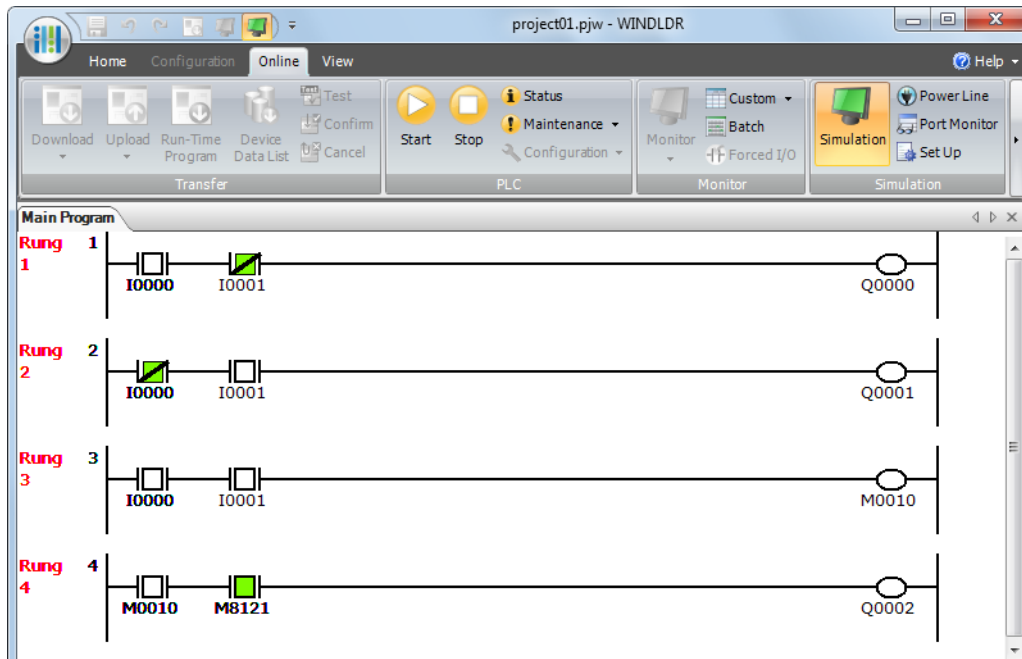 project01.pjw - WINDLDR
Home Configuration Online View Help
Download Upload Run-Time Program Device Data List Test Confirm Cancel
Transfer
Start Stop Status Maintenance Configuration
PLC
Monitor Custom Batch Forced I/O
Monitor
Simulation Power Line Port Monitor Set Up
Simulation
Main Program
Rung 1
1
I0000 I0001 Q0000
Rung 2
2
I0000 I0001 Q0001
Rung 3
3
I0000 I0001 M0010
Rung 4
4
M0010 M8121 Q0002